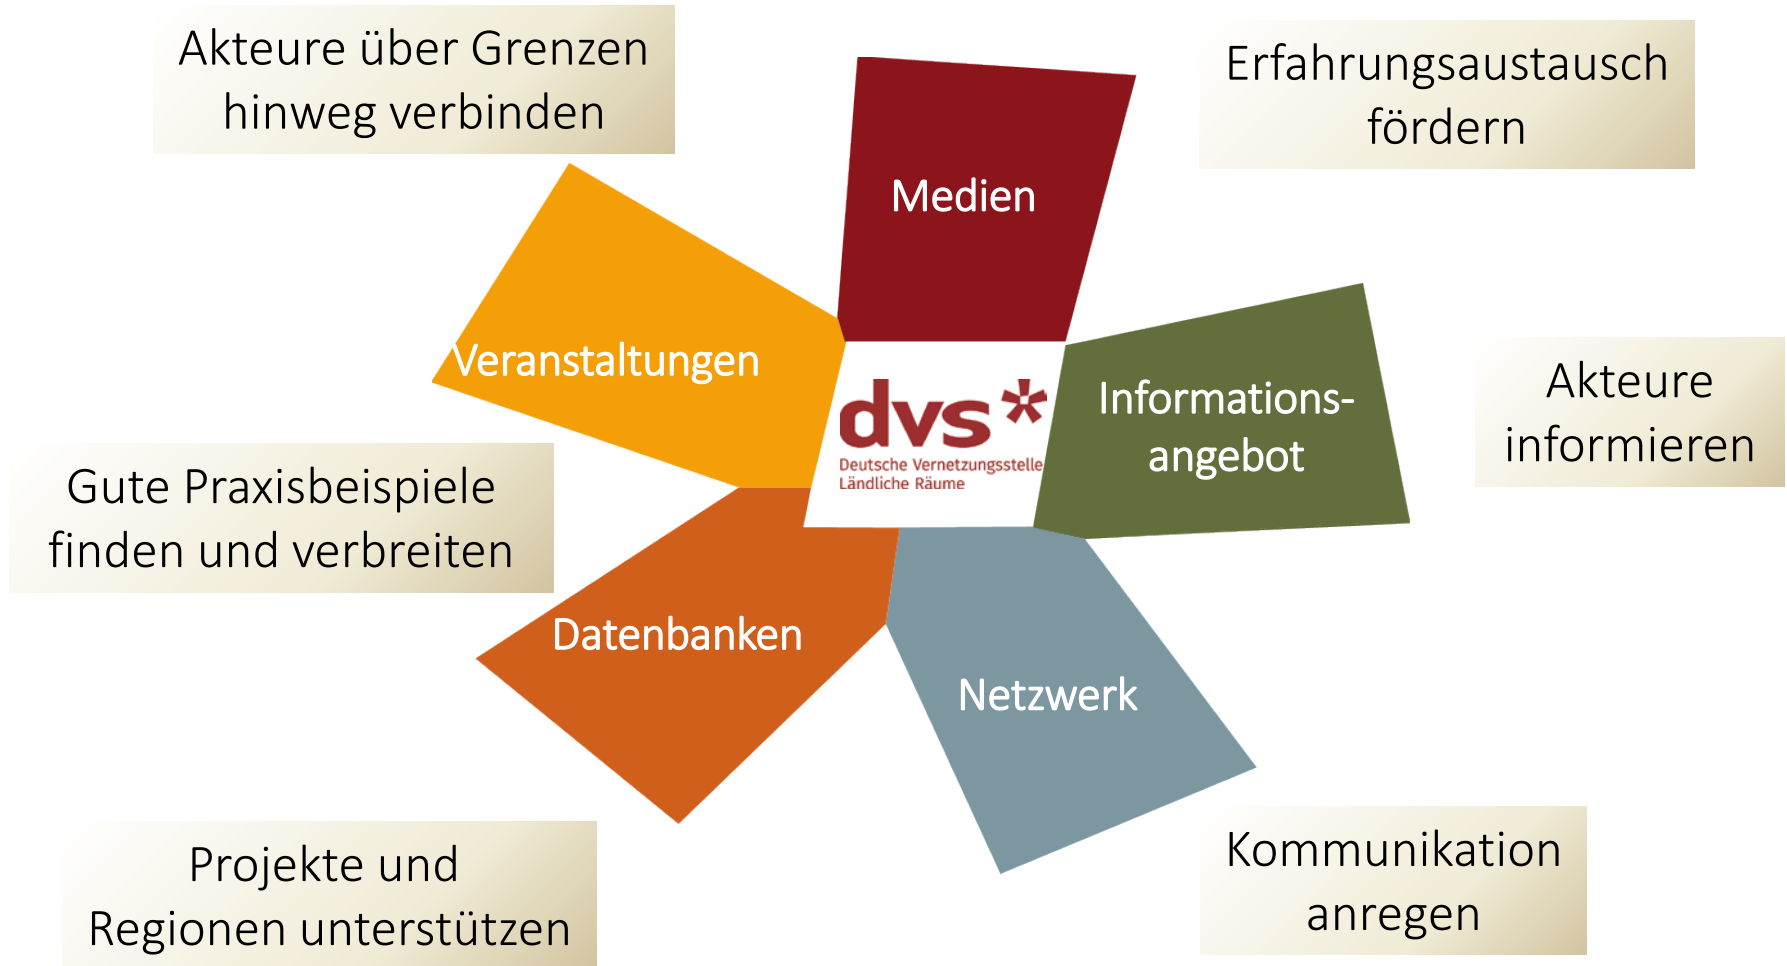 Akteure über Grenzen
hinweg verbinden
Erfahrungsaustausch
fördern
Medien
Veranstaltungen
Informations-
angebot
Akteure
informieren
dvs*
Deutsche Vernetzungsstelle
Ländliche Räume
Gute Praxisbeispiele
finden und verbreiten
Datenbanken
Netzwerk
Projekte und
Regionen unterstützen
Kommunikation
anregen